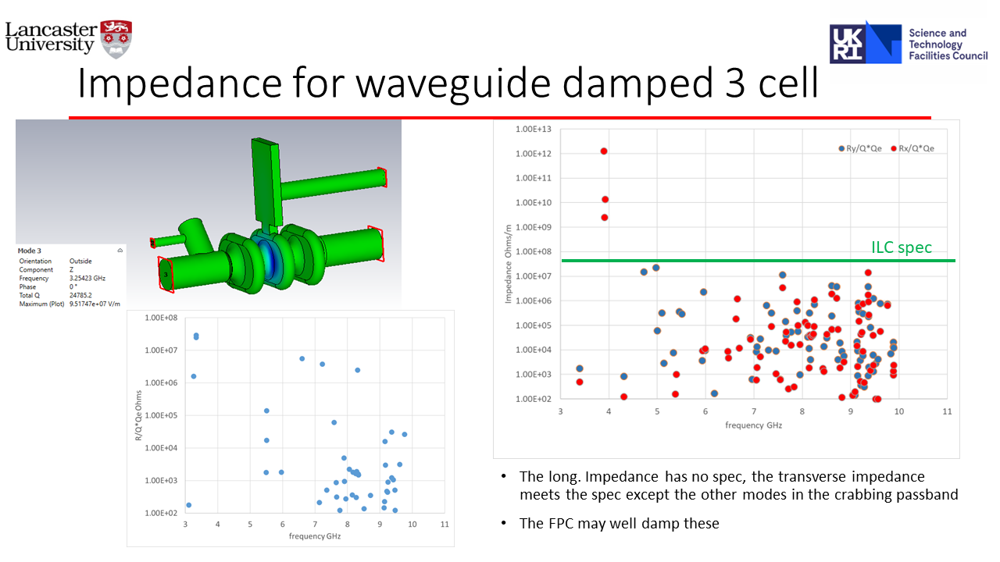 Lancaster
University
UK
RI
Science and
Technology
Facilities Council
Impedance for waveguide damped 3 cell
Mode 3
Orientation Outside
Component Z
Frequency 3.25423 GHz
Phase 0 °
Total Q 24785.2
Maximum (Plot) 9.51747e+07 V/m
3
1.00E+08
1.00E+07
1.00E+06
1.00E+05
1.00E+04
1.00E+03
1.00E+02
R/Q*Qe Ohms
3 4 5 6 7 8 9 10 11
frequency GHz
1.00E+13
1.00E+12
1.00E+11
1.00E+10
1.00E+09
1.00E+08
1.00E+07
1.00E+06
1.00E+05
1.00E+04
1.00E+03
1.00E+02
Impedance Ohms/m
Ry/Q*Qe Rx/Q*Qe
ILC spec
3 4 5 6 7 8 9 10 11
frequency GHz
• The long. Impedance has no spec, the transverse impedance
meets the spec except the other modes in the crabbing passband
• The FPC may well damp these